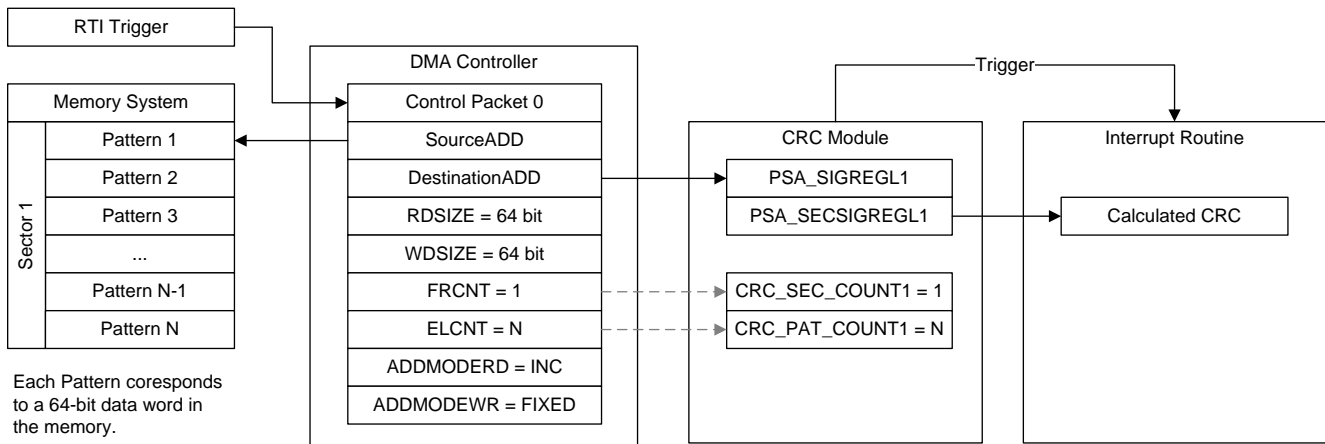 RTI Trigger
Memory System
Sector 1
Pattern 1
Pattern 2
Pattern 3
...
Pattern N-1
Pattern N
Each Pattern coresponds
to a 64-bit data word in
the memory.
DMA Controller
Control Packet 0
SourceADD
DestinationADD
RDSIZE = 64 bit
WDSIZE = 64 bit
FRCNT = 1
ELCNT = N
ADDMODERD = INC
ADDMODEWR = FIXED
CRC Module
PSA_SIGREGL1
PSA_SECSIGREGL1
CRC_SEC_COUNT1 = 1
CRC_PAT_COUNT1 = N
Trigger
Interrupt Routine
Calculated CRC